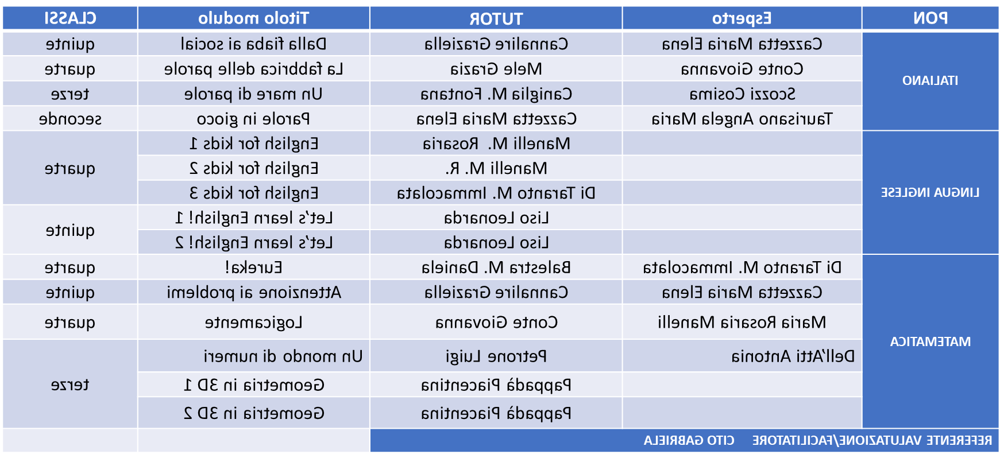 PON Esperto TUTOR Titolo modulo CLASSI
ITALIANO Cazzetta Maria Elena Cannalire Graziella Dalla fiaba ai social quinte
Conte Giovanna Mele Grazia La fabbrica delle parole quarte
Scozzi Cosima Caniglia M. Fontana Un mare di parole terze
Taurisano Angela Maria Cazzetta Maria Elena Parole in gioco seconde
LINGUA INGLESE Manelli M. Rosaria English for kids 1 quarte
Manelli M. R. English for kids 2
Di Taranto M. Immacolata English for kids 3
Liso Leonarda Let’s learn English! 1 quinte
Liso Leonarda Let’s learn English! 2
MATEMATICA Di Taranto M. Immacolata Balestra M. Daniela Eureka! quarte
Cazzetta Maria Elena Cannalire Graziella Attenzione ai problemi quinte
Maria Rosaria Manelli Conte Giovanna Logicamente quarte
Dell’Atti Antonia Petrone Luigi Un mondo di numeri terze
Pappadà Piacentina Geometria in 3D 1
Pappadà Piacentina Geometria in 3D 2
REFERENTE VALUTAZIONE/FACILITATORE CITO GABRIELA